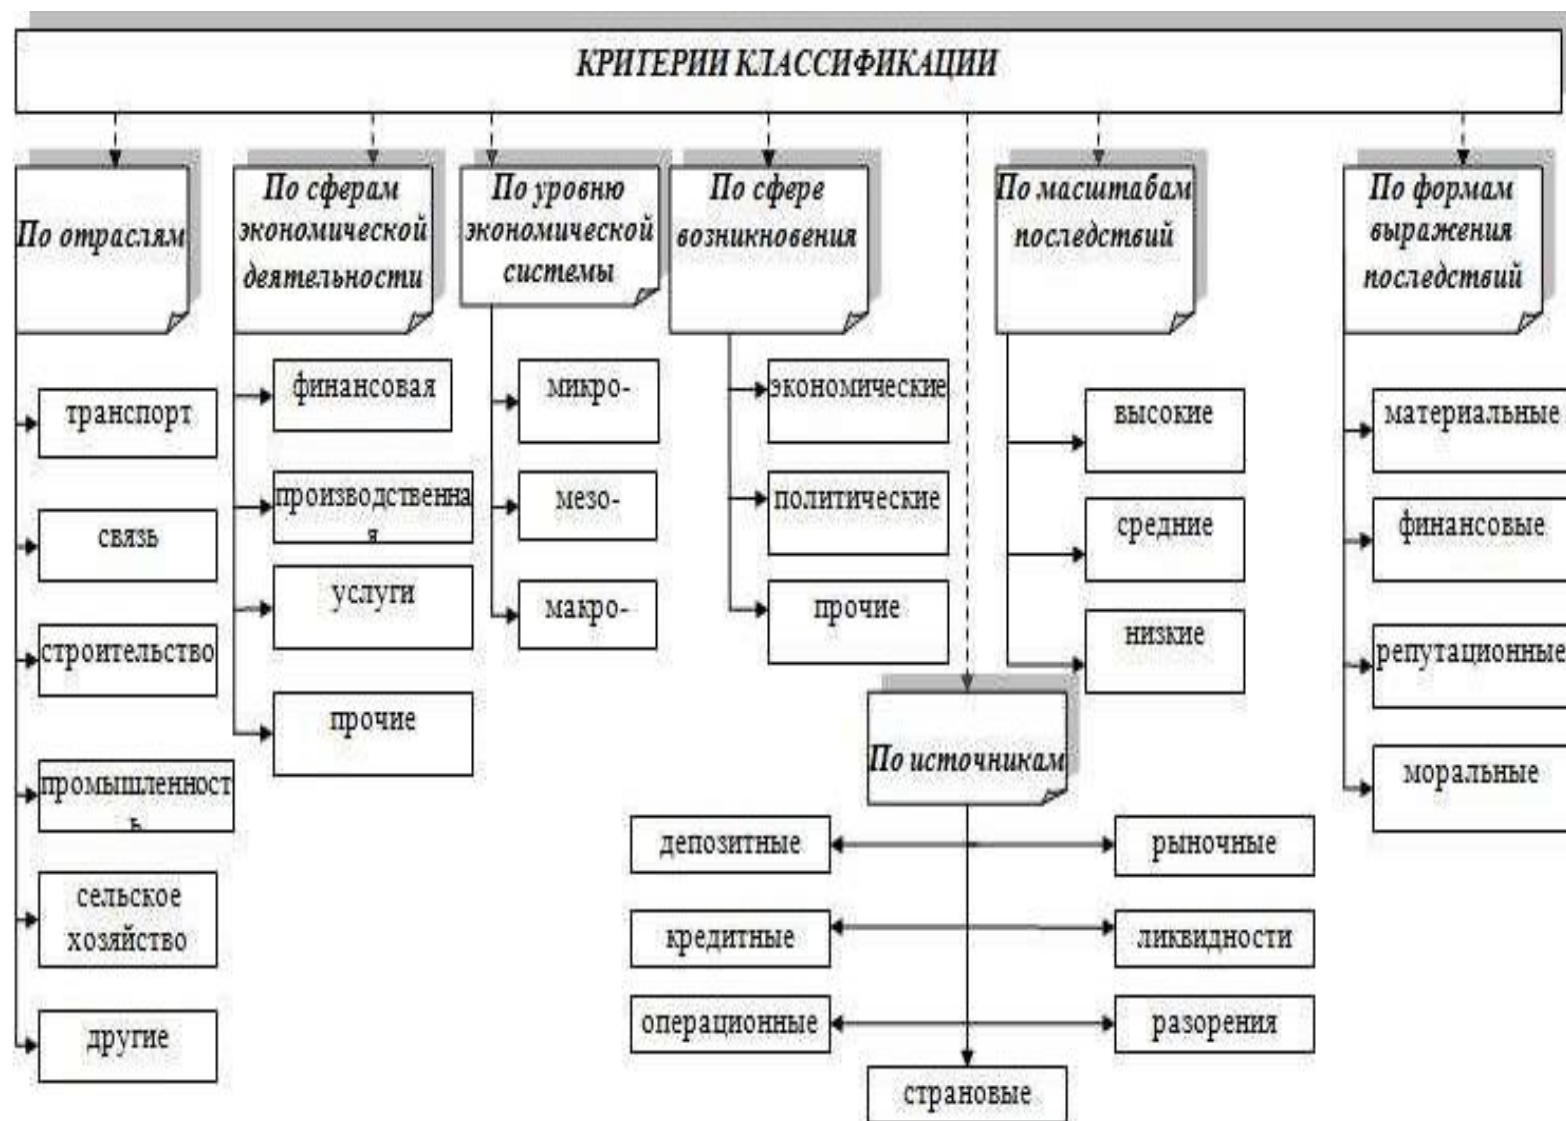 КРИТЕРИИ КЛАССИФИКАЦИИ
По отраслям
транспорт
связь
строительство
промышленност
ь
сельское
хозяйство
другие
По сферам
экономической
деятельности
финансовая
производственна
я
услуги
прочие
По уровню
экономической
системы
микро-
мезо-
макро-
По сфере
возникновения
экономические
политические
прочие
По источникам
депозитные
рыночные
кредитные
ликвидности
операционные
разорения
страновые
По масштабам
последствий
высокие
средние
низкие
По формам
выражения
последствий
материальные
финансовые
репутационные
моральные